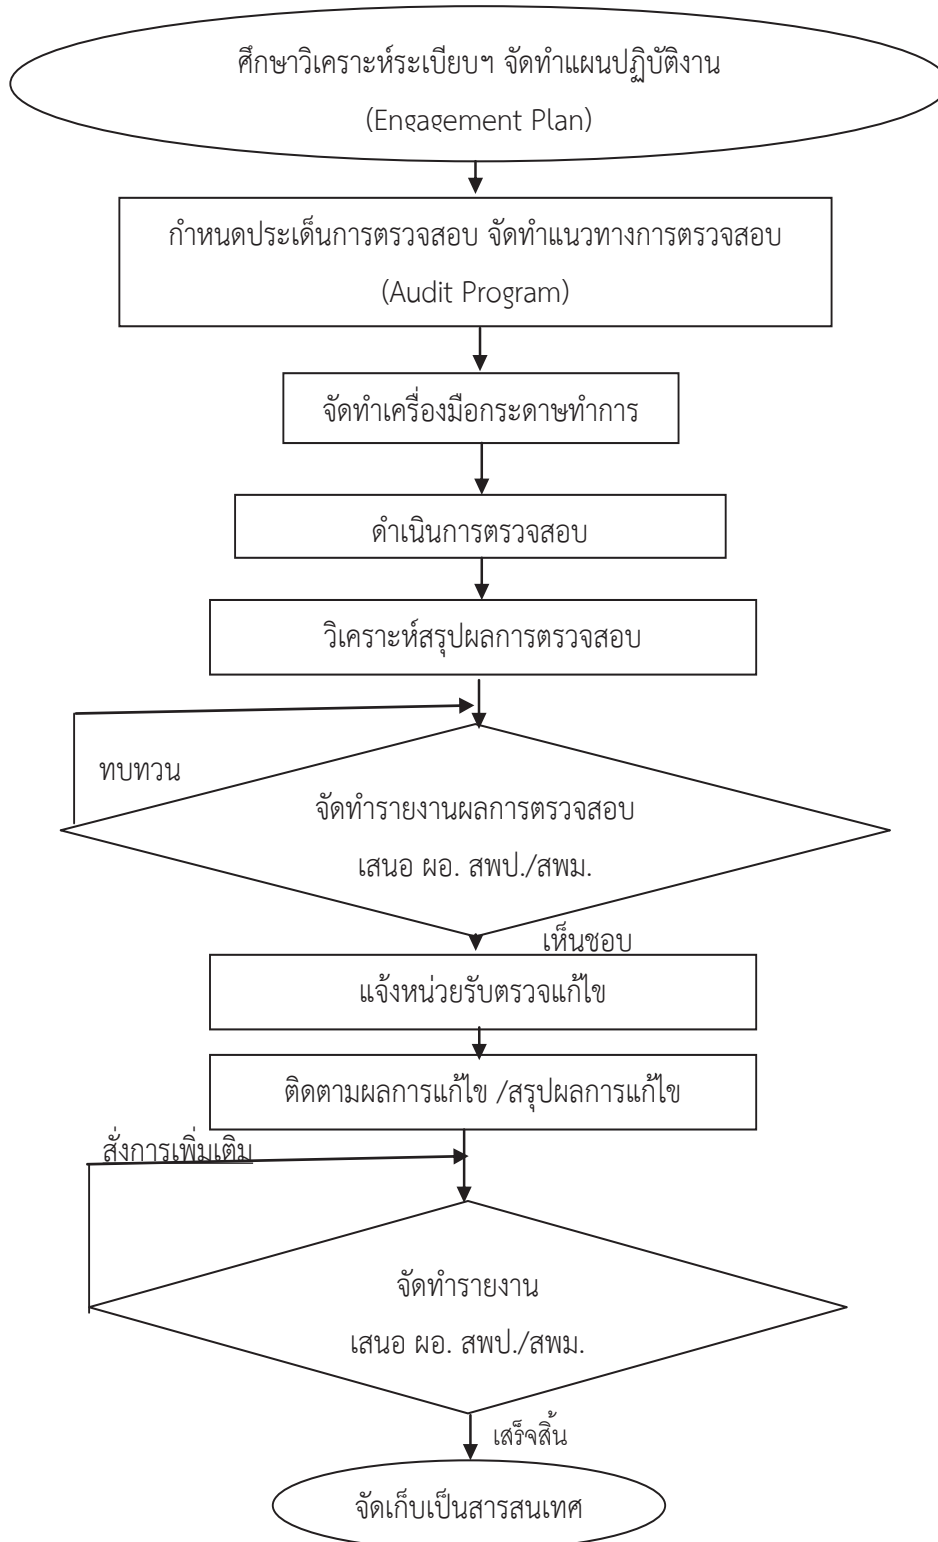 ศึกษาวิเคราะห์ระเบียบฯ จัดทำแผนปฏิบัติงาน
(Engagement Plan)
กำหนดประเด็นการตรวจสอบ จัดทำแนวทางการตรวจสอบ
(Audit Program)
จัดทำเครื่องมือกระดาษทำการ
ดำเนินการตรวจสอบ
วิเคราะห์สรุปผลการตรวจสอบ
ทบทวน
จัดทำรายงานผลการตรวจสอบ
เสนอ ผอ. สพป./สพม.
เห็นชอบ
แจ้งหน่วยรับตรวจแก้ไข
ติดตามผลการแก้ไข /สรุปผลการแก้ไข
สั่งการเพิ่มเติม
จัดทำรายงาน
เสนอ ผอ. สพป./สพม.
เสร็จสิ้น
จัดเก็บเป็นสารสนเทศ